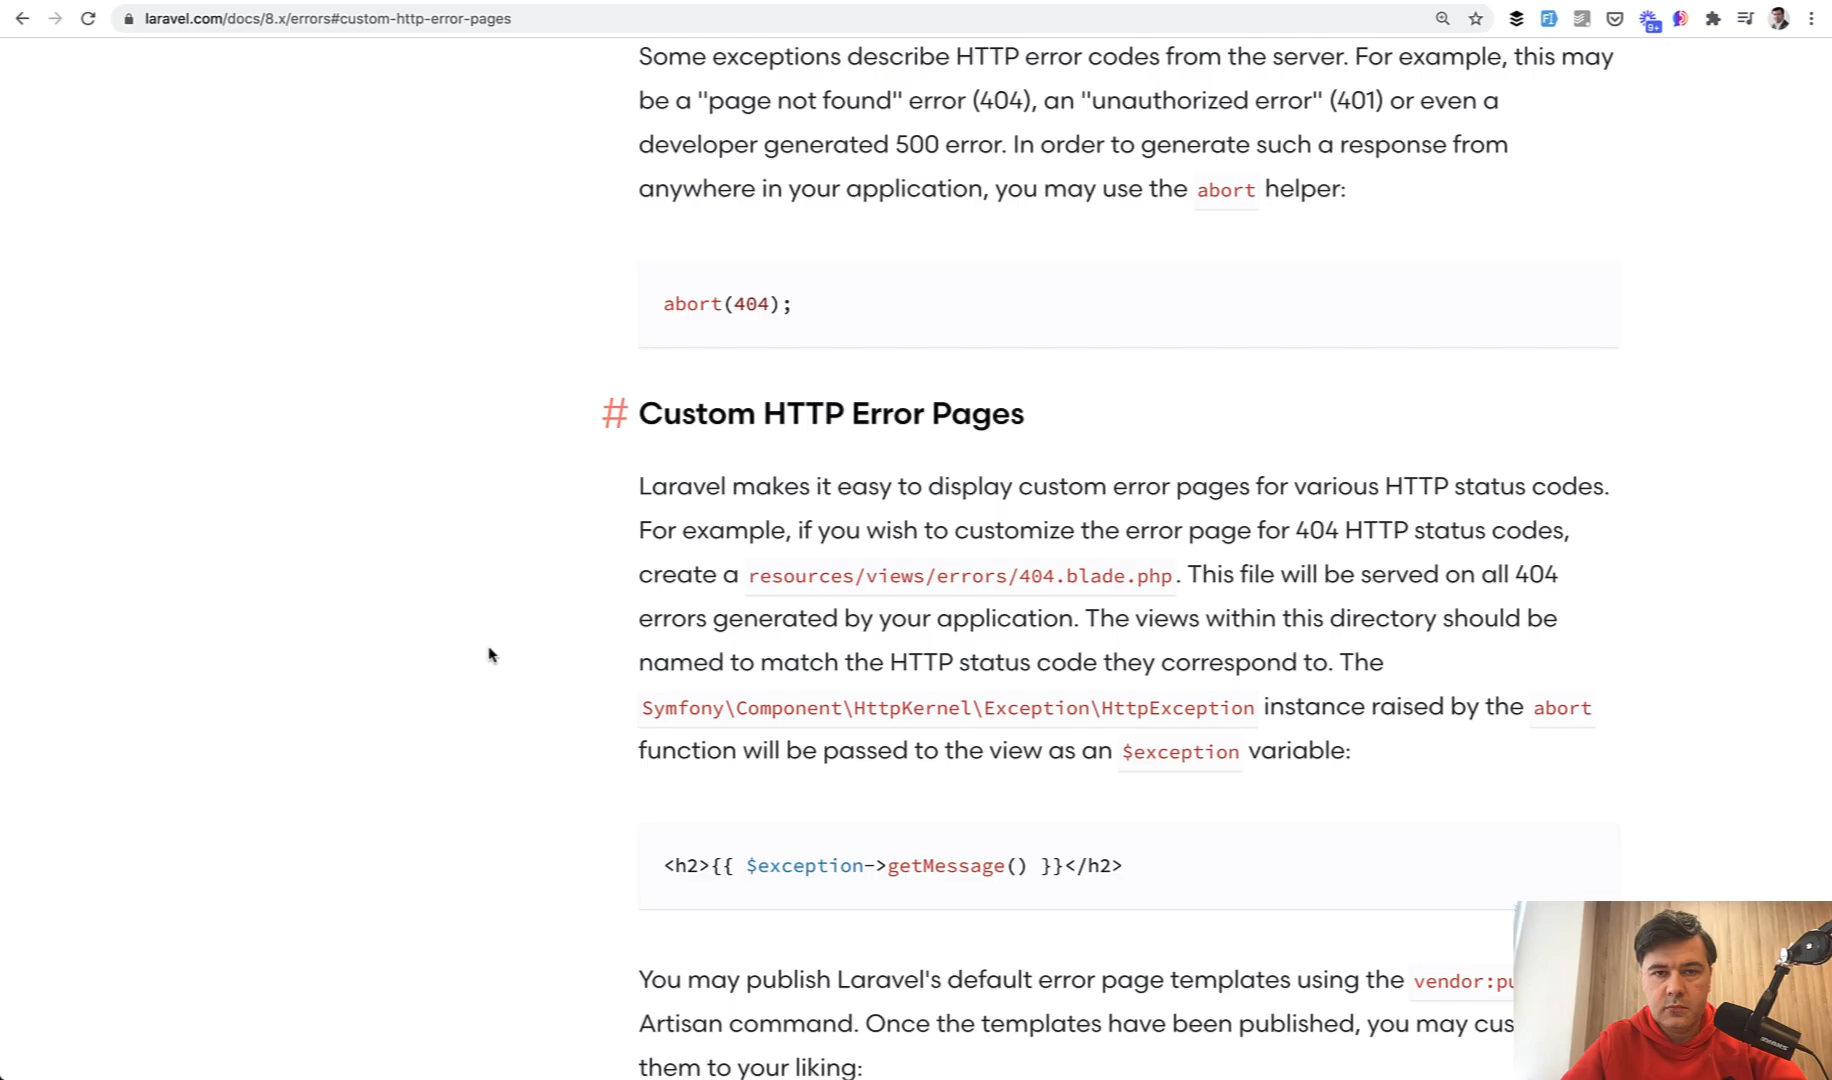 laravel.com/docs/8.x/errors#custom-http-error-pages
9+
Some exceptions describe HTTP error codes from the server. For example, this may
be a "page not found" error (404), an "unauthorized error" (401) or even a
developer generated 500 error. In order to generate such a response from
anywhere in your application, you may use the abort helper:
abort(404);
# Custom HTTP Error Pages
Laravel makes it easy to display custom error pages for various HTTP status codes.
For example, if you wish to customize the error page for 404 HTTP status codes,
create a resources/views/errors/404.blade.php. This file will be served on all 404
errors generated by your application. The views within this directory should be
named to match the HTTP status code they correspond to. The
Symfony\Component\HttpKernel\Exception\HttpException instance raised by the abort
function will be passed to the view as an $exception variable:
<h2>{{ $exception->getMessage() }}</h2>
You may publish Laravel's default error page templates using the vendor:pu
Artisan command. Once the templates have been published, you may cus
them to your liking: